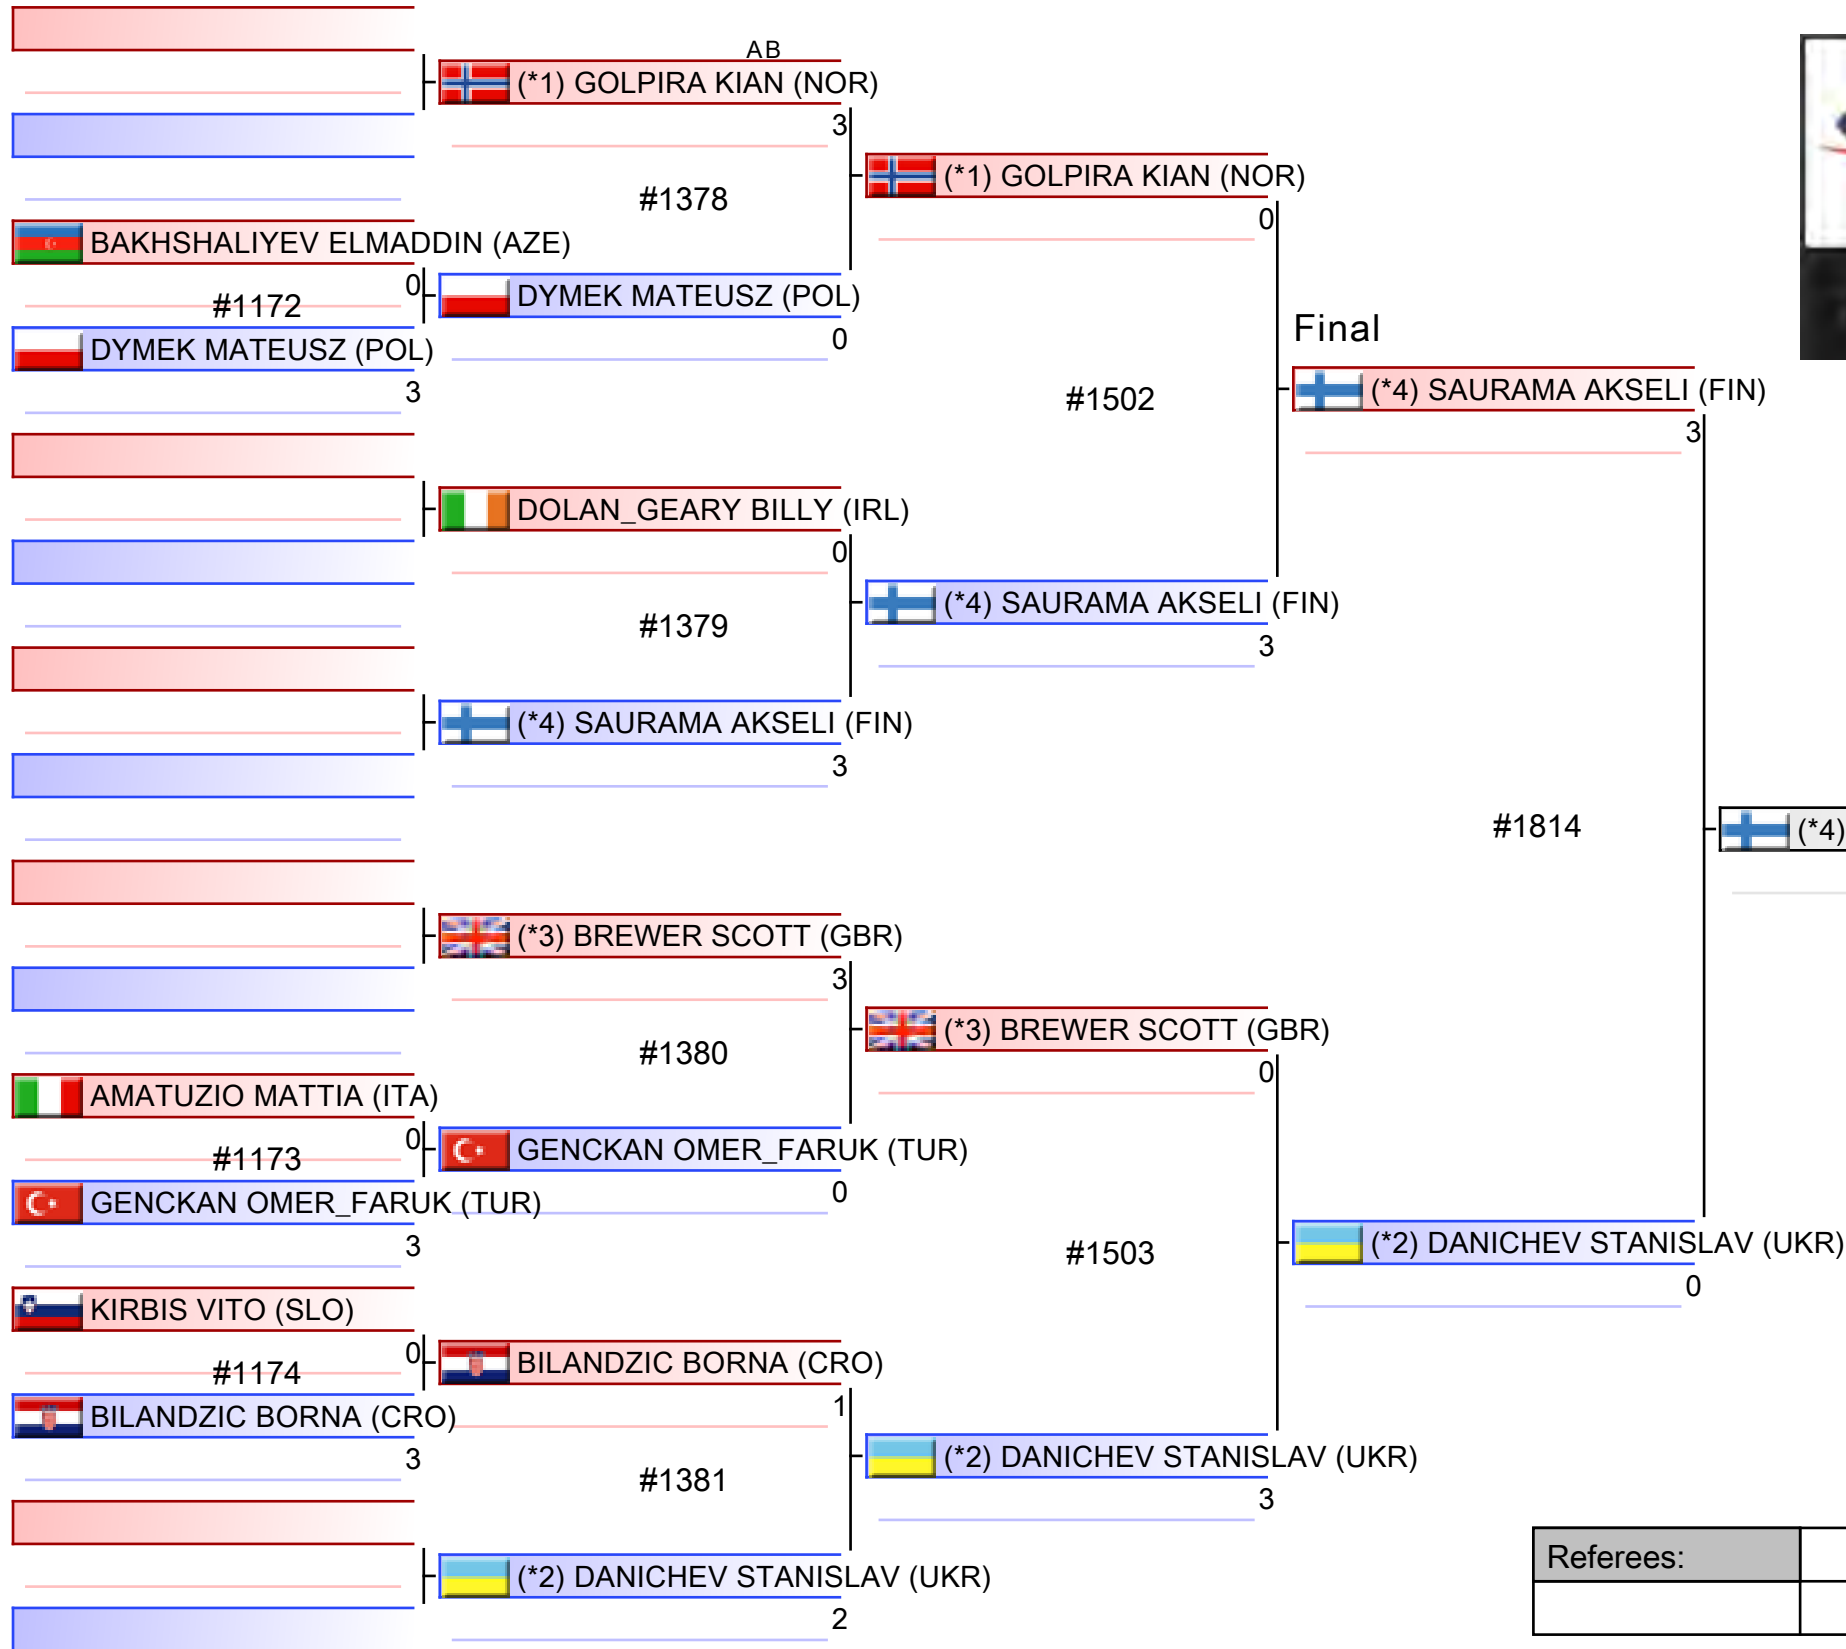 AB
(*1) GOLPIRA KIAN (NOR)
3
(*1) GOLPIRA KIAN (NOR)
#1378
0
BAKHSHALIYEV ELMADDIN (AZE)
0
#1172
DYMEK MATEUSZ (POL)
0
DYMEK MATEUSZ (POL)
3
Final
(*4) SAURAMA AKSELI (FIN)
#1502
3
DOLAN_GEARY BILLY (IRL)
0
(*4) SAURAMA AKSELI (FIN)
#1379
3
(*4) SAURAMA AKSELI (FIN)
3
#1814
(*4)
(*3) BREWER SCOTT (GBR)
3
(*3) BREWER SCOTT (GBR)
#1380
0
AMATUZIO MATTIA (ITA)
0
#1173
GENCKAN OMER_FARUK (TUR)
0
GENCKAN OMER_FARUK (TUR)
3
#1503
(*2) DANICHEV STANISLAV (UKR)
0
KIRBIS VITO (SLO)
0
#1174
BILANDZIC BORNA (CRO)
1
BILANDZIC BORNA (CRO)
3
(*2) DANICHEV STANISLAV (UKR)
#1381
3
(*2) DANICHEV STANISLAV (UKR)
2
Referees: